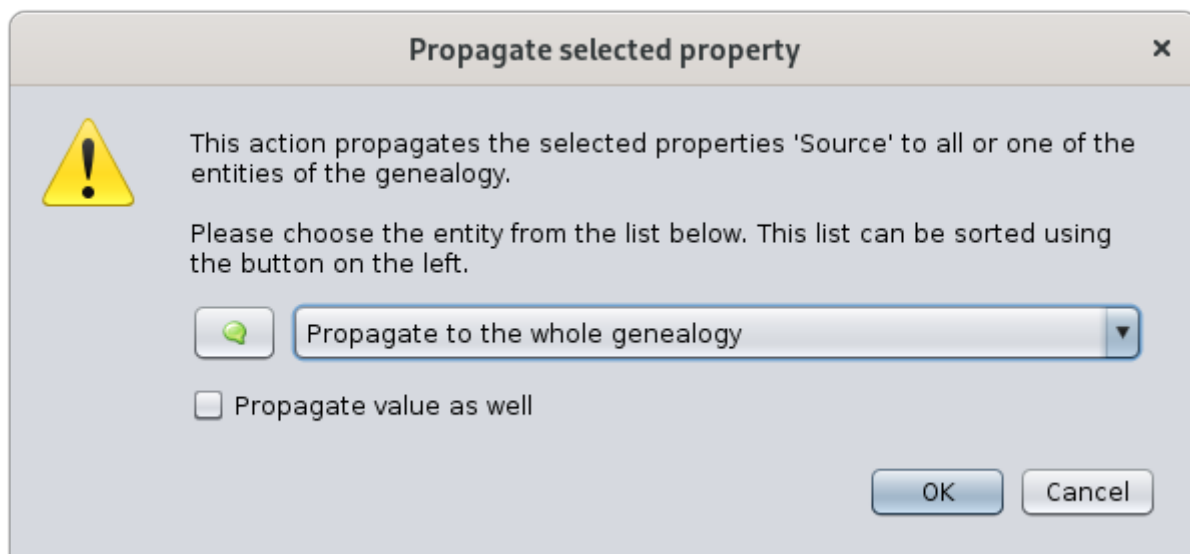 Propagate selected property
This action propagates the selected properties 'Source' to all or one of the
entities of the genealogy.
Please choose the entity from the list below. This list can be sorted using
the button on the left.
Propagate to the whole genealogy
Propagate value as well
OK
Cancel